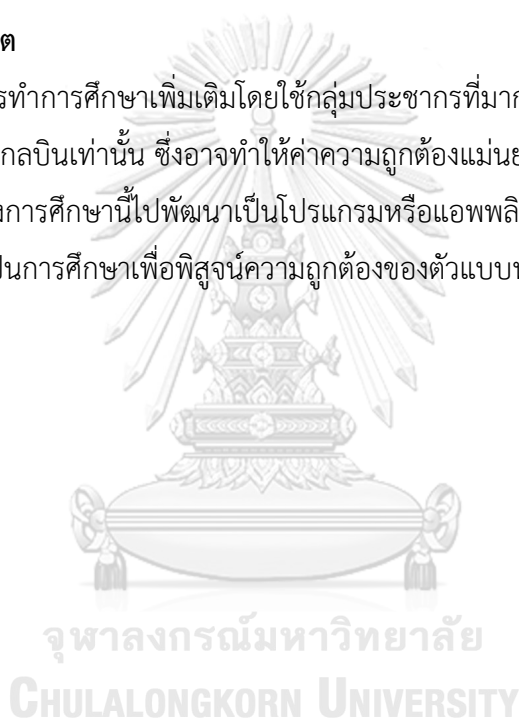 ต
รทำการศึกษาเพิ่มเติมโดยใช้กลุ่มประชากรที่มาก
กลบินเท่านั้น ซึ่งอาจทำให้ค่าความถูกต้องแม่นย
งการศึกษานี้ไปพัฒนาเป็นโปรแกรมหรือแอพพลิ
ป็นการศึกษาเพื่อพิสูจน์ความถูกต้องของตัวแบบท
จุฬาลงกรณ์มหาวิทยาลัย
CHULALONGKORN UNIVERSITY